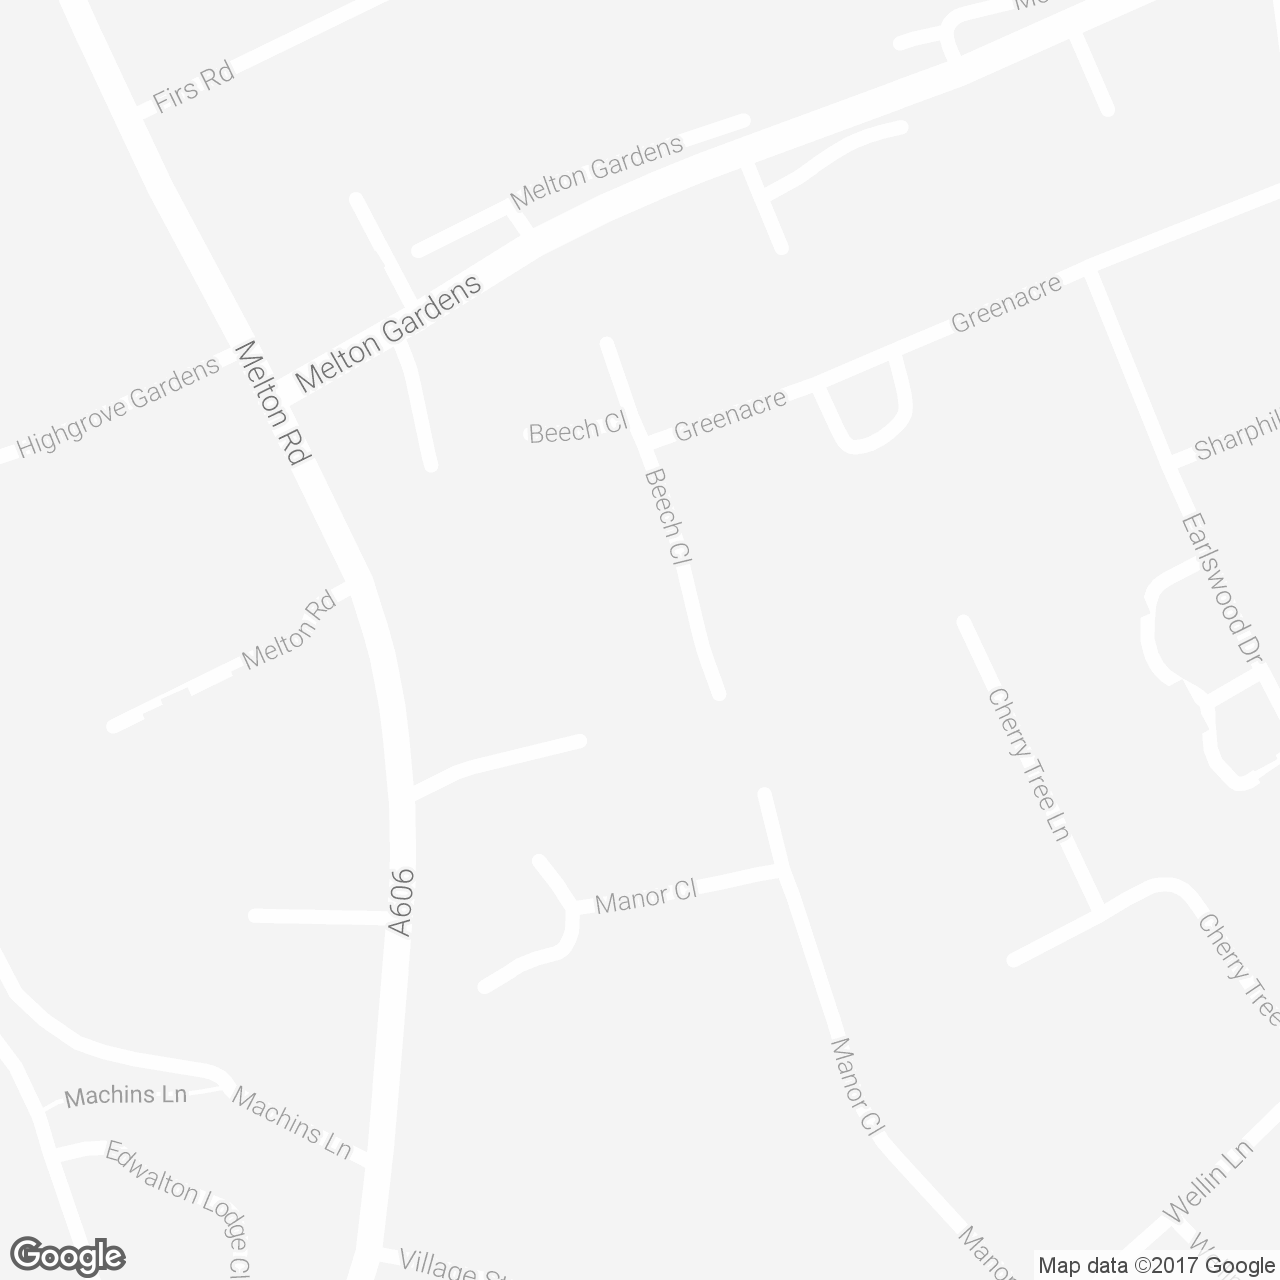 Firs Rd
Melton Gardens
Melton Gardens
Highgrove Gardens
Melton Rd
Greenacre
Greenacre
Beech Cl
Beech Cl
Earlswood Dr
Melton Rd
Cherry Tree Ln
A606
Manor Cl
Cherry Tree
Machins Ln
Machins Ln
Manor Cl
Edwalton Lodge Cl
Wellin Ln
Village
Manor
Google
Map data ©2017 Google